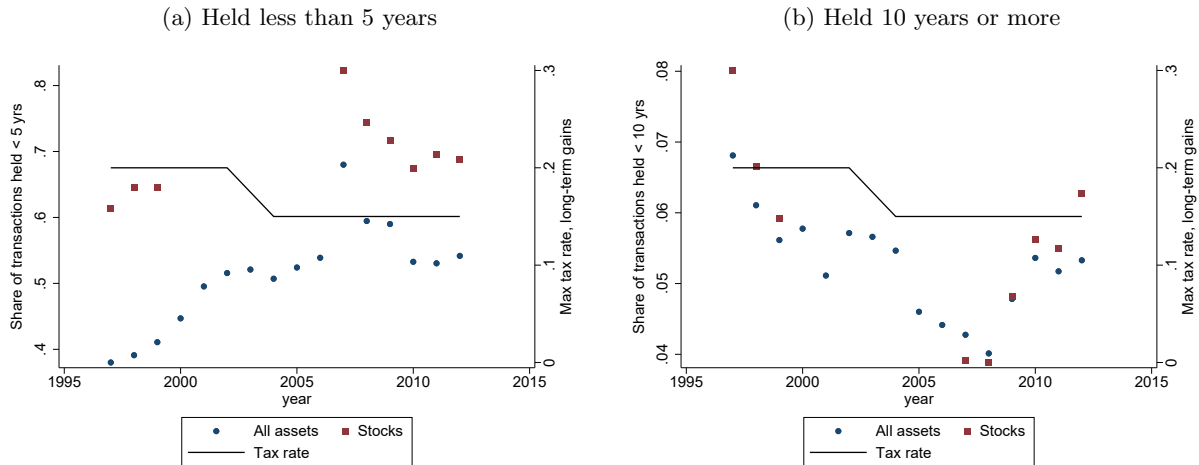 (a) Held less than 5 years
Share of transactions held < 5 yrs
.4 .5 .6 .7 .8
0 .1 .2 .3
Max tax rate, long-term gains
1995 2000 2005 2010 2015
year
All assets Stocks
Tax rate
(b) Held 10 years or more
Share of transactions held < 10 yrs
.04 .05 .06 .07 .08
0 .1 .2 .3
Max tax rate, long-term gains
1995 2000 2005 2010 2015
year
All assets Stocks
Tax rate